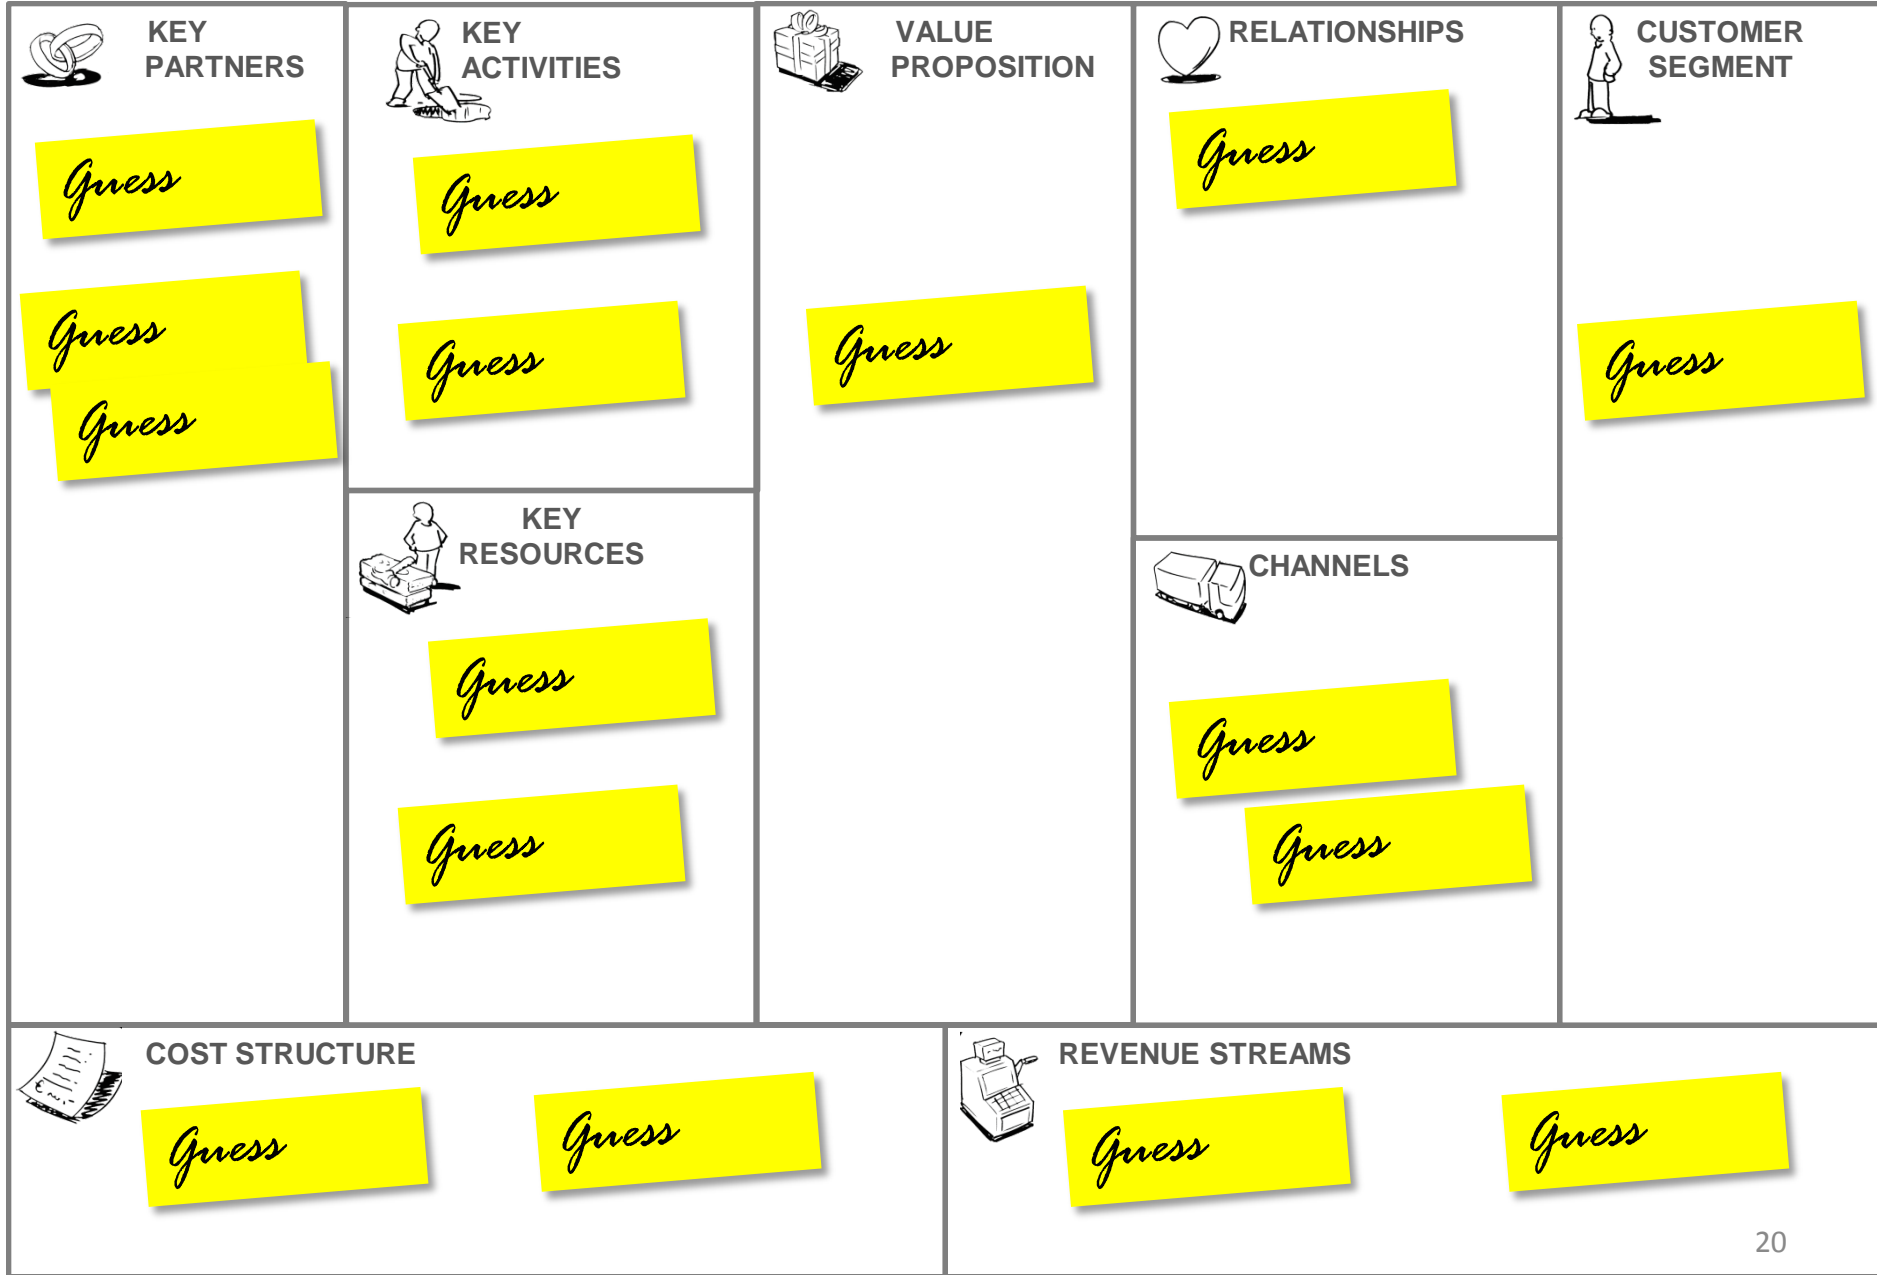 KEY
PARTNERS
Guess
Guess
Guess
KEY
ACTIVITIES
Guess
Guess
KEY
RESOURCES
Guess
Guess
VALUE
PROPOSITION
Guess
RELATIONSHIPS
Guess
CHANNELS
Guess
Guess
CUSTOMER
SEGMENT
Guess
COST STRUCTURE
Guess
Guess
REVENUE STREAMS
Guess
Guess
20